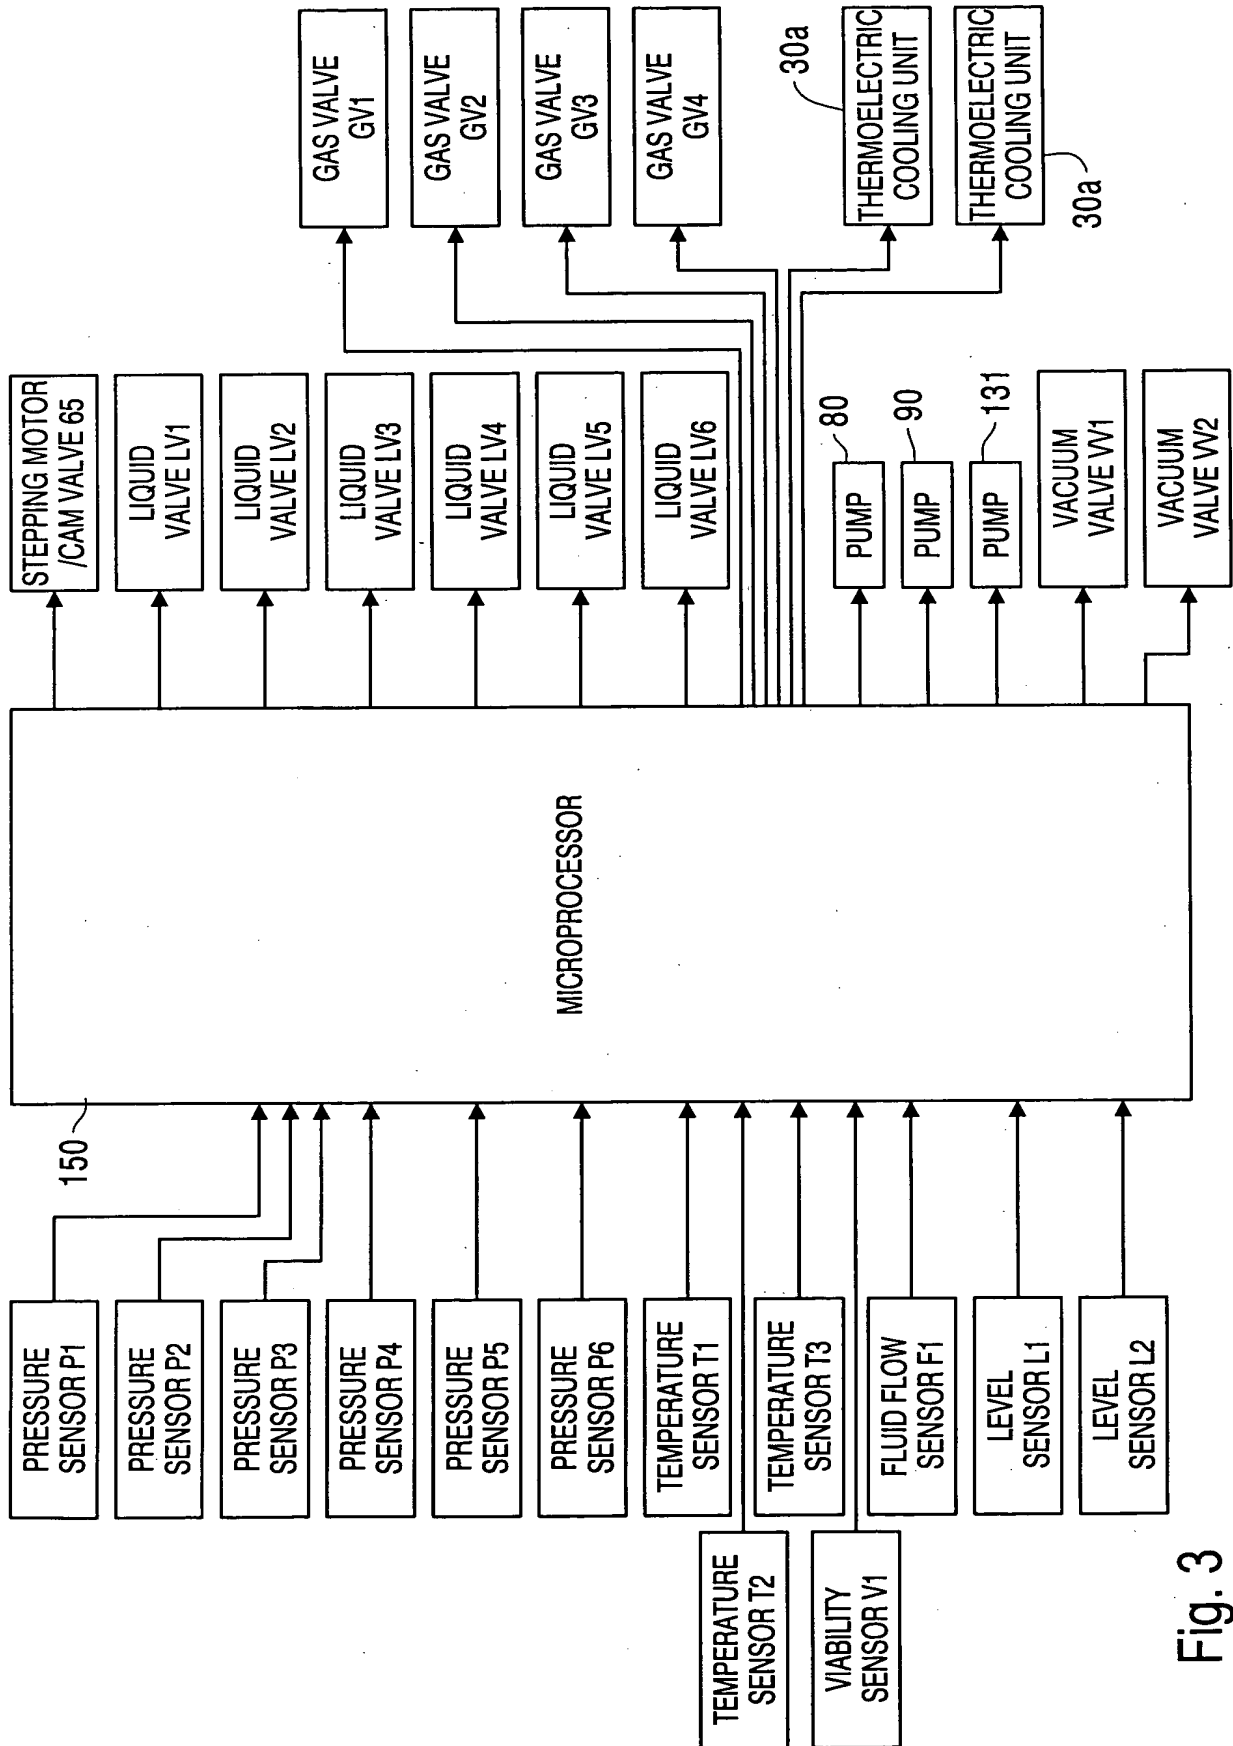 PRESSURE
SENSOR P1
PRESSURE
SENSOR P2
PRESSURE
SENSOR P3
PRESSURE
SENSOR P4
PRESSURE
SENSOR P5
PRESSURE
SENSOR P6
TEMPERATURE
SENSOR T1
TEMPERATURE
SENSOR T2
TEMPERATURE
SENSOR T3
VIABILITY
SENSOR V1
FLUID FLOW
SENSOR F1
LEVEL
SENSOR L1
LEVEL
SENSOR L2
150
MICROPROCESSOR
STEPPING MOTOR
/CAM VALVE 65
LIQUID
VALVE LV1
LIQUID
VALVE LV2
LIQUID
VALVE LV3
LIQUID
VALVE LV4
LIQUID
VALVE LV5
LIQUID
VALVE LV6
GAS VALVE
GV1
GAS VALVE
GV2
GAS VALVE
GV3
GAS VALVE
GV4
30a
THERMOELECTRIC
COOLING UNIT
THERMOELECTRIC
COOLING UNIT
30a
PUMP
80
PUMP
90
PUMP
131
VACUUM
VALVE VV1
VACUUM
VALVE VV2
Fig. 3